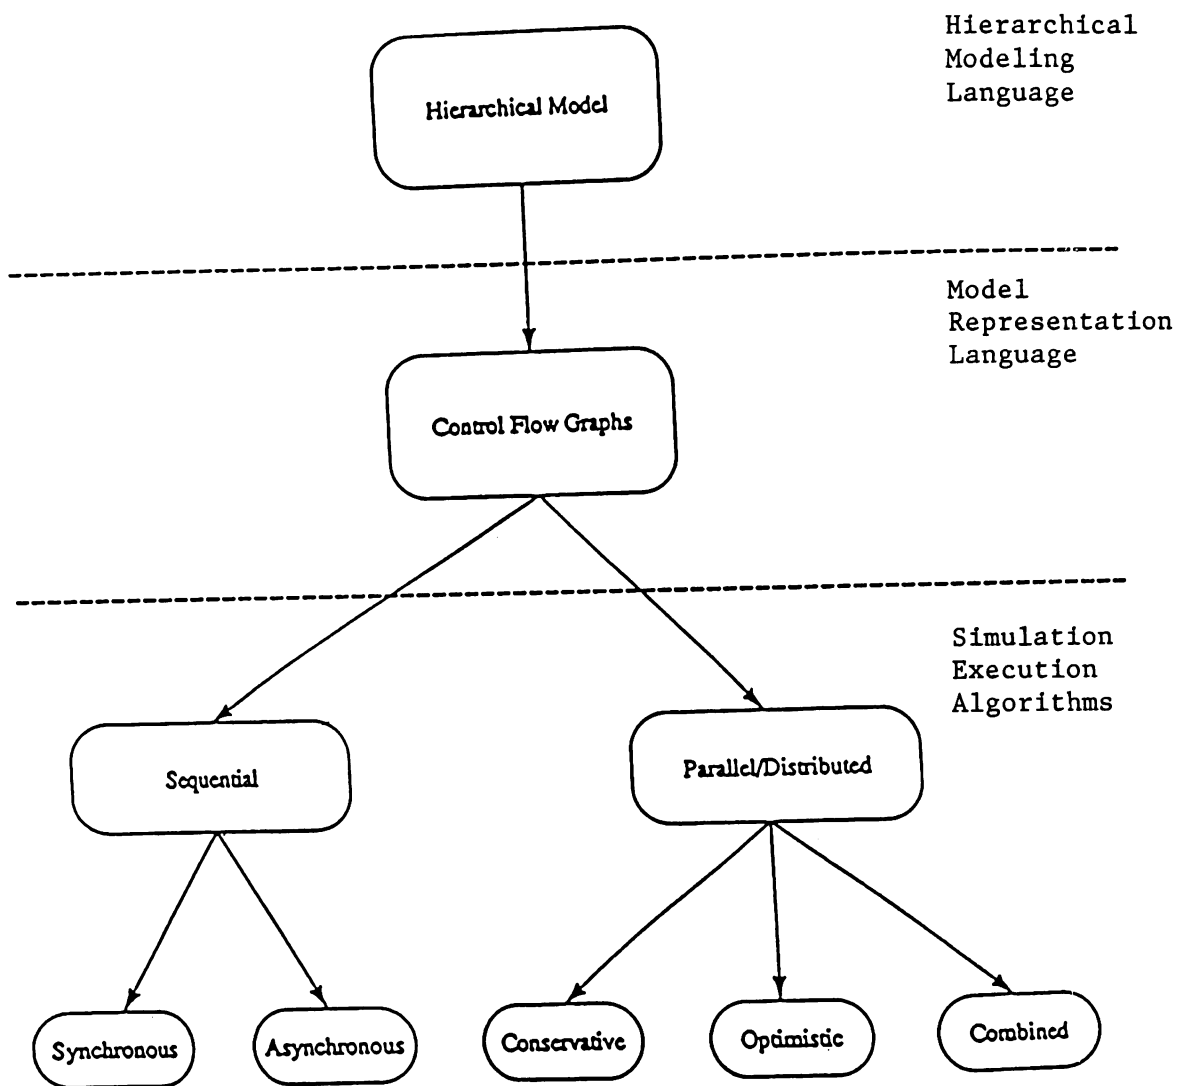 Hierarchical
Modeling
Language
Hierarchical Model
Model
Representation
Language
Control Flow Graphs
Simulation
Execution
Algorithms
Sequential
Parallel/Distributed
Synchronous
Asynchronous
Conservative
Optimistic
Combined